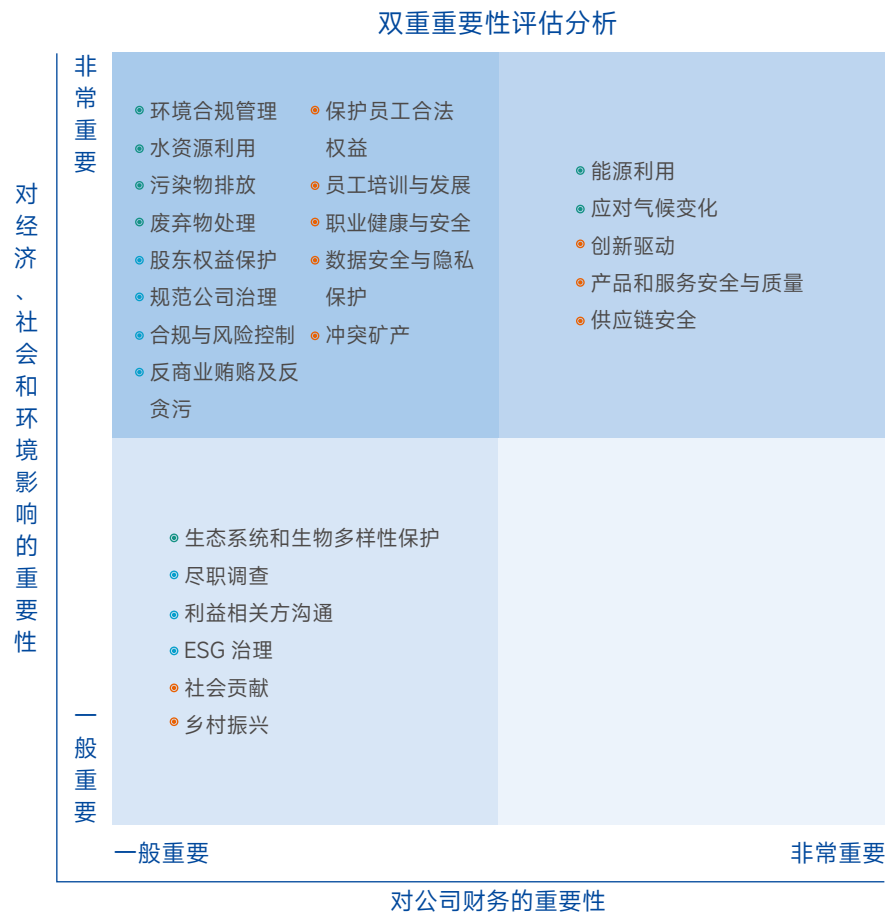 双重重要性评估分析
对经济、社会和环境影响的重要性
非常重要
环境合规管理
水资源利用
污染物排放
废弃物处理
股东权益保护
规范公司治理
合规与风险控制
反商业贿赂及反
贪污
保护员工合法
权益
员工培训与发展
职业健康与安全
数据安全与隐私
保护
冲突矿产
能源利用
应对气候变化
创新驱动
产品和服务安全与质量
供应链安全
生态系统和生物多样性保护
尽职调查
利益相关方沟通
ESG 治理
社会贡献
乡村振兴
一般重要
一般重要
非常重要
对公司财务的重要性